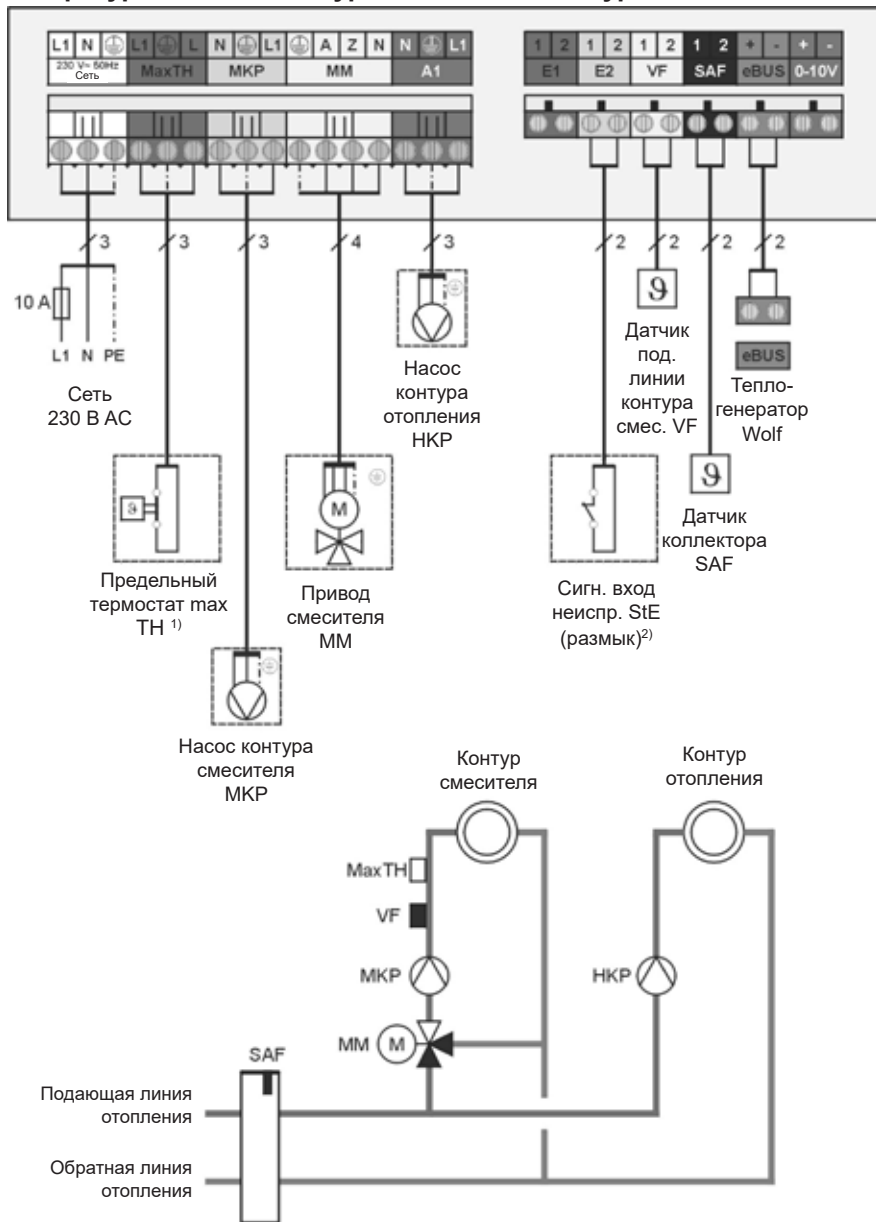 L1 N L1 L N L1 A Z N N L1
230 V~ 50Hz
Сеть
MaxTH MKP MM A1
1 2 1 2 1 2 1 2 + - + -
E1 E2 VF SAF eBUS 0-10V
3 3 3 4 3 2 2 2 2
10 A
L1 N PE
Сеть
230 В AC
Насос
контура
отопления
HKP
Датчик
под.
линии
контура
смес. VF
eBUS
Тепло-
генератор
Wolf
Предельный
термостат max
TH 1)
M
Привод
смесителя
MM
Сигн. вход
неиспр. StE
(размык)2)
Датчик
коллектора
SAF
Насос контура
смесителя
MKP
Контур
смесителя
Контур
отопления
MaxTH
VF
MKP
HKP
MM M
SAF
Подающая линия
отопления
Обратная линия
отопления